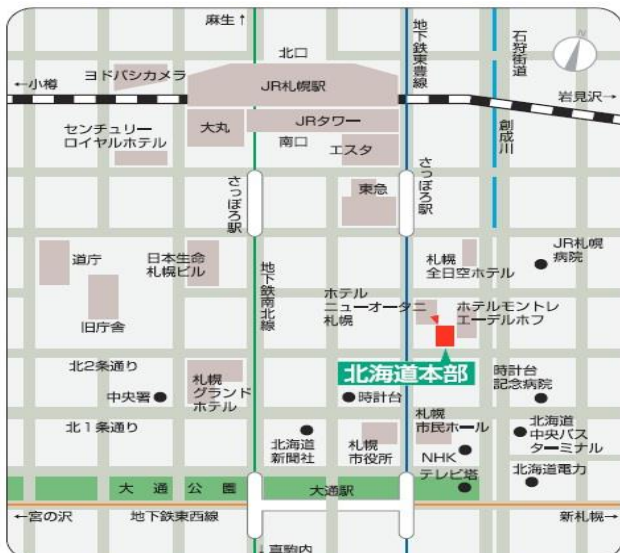 麻生↑
地下鉄東豊線
石狩街道
北口
ヨドバシカメラ
←小樽
JR札幌駅
岩見沢→
大丸
JRタワー
センチュリー
ロイヤルホテル
南口
エスタ
創成川
さっぽろ駅
東急
さっぽろ駅
道庁
日本生命
札幌ビル
地下鉄南北線
札幌
全日空ホテル
JR札幌
病院
旧庁舎
ホテル
ニューオータニ
札幌
ホテルモントレ
エーデルホフ
北2条通り
北海道本部
札幌
グランド
ホテル
時計台
記念病院
中央署
時計台
北1条通り
北海道
新聞社
札幌
市役所
札幌
市民ホール
北海道
中央バス
ターミナル
NHK
テレビ塔
北海道電力
大通公園
大通駅
←宮の沢
地下鉄東西線
新札幌→
↓真駒内